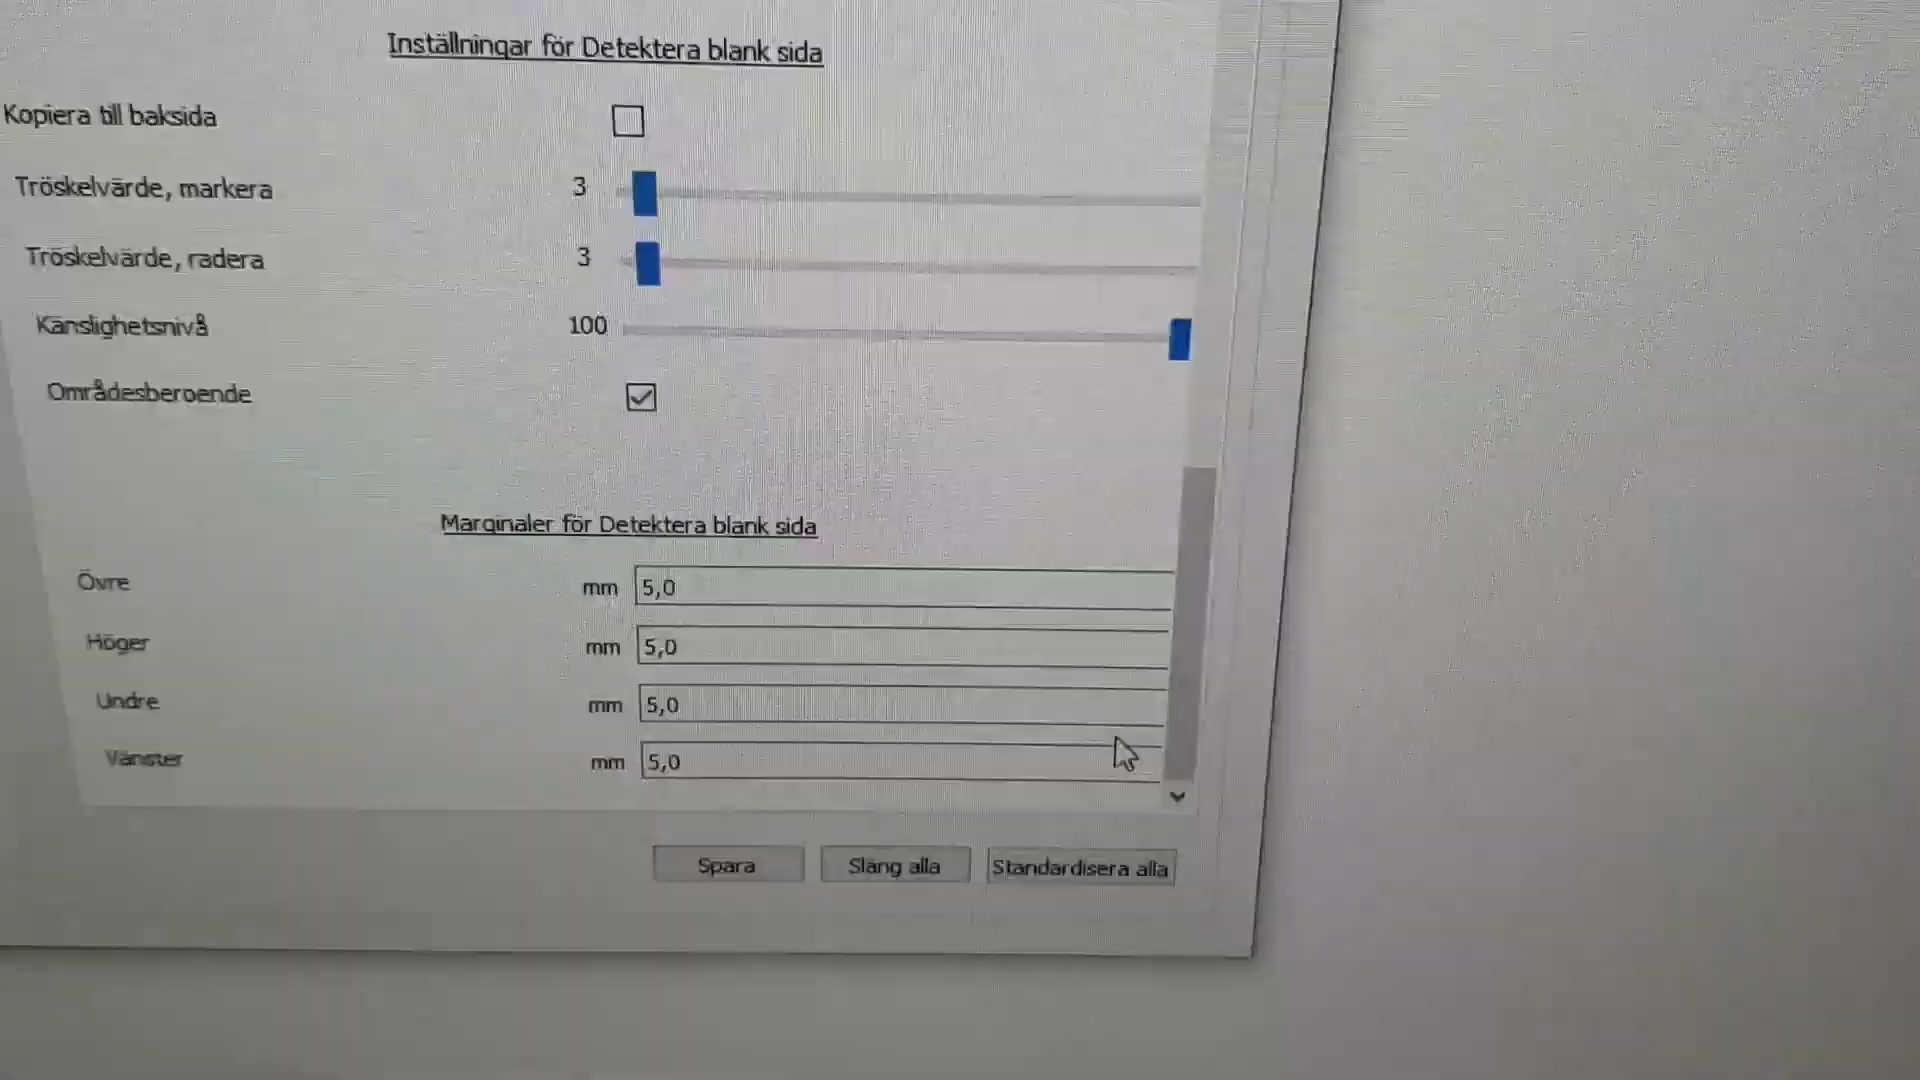 Inställningar för Detektera blank sida
Kopiera till baksida
Tröskelvärde, markera 3
Tröskelvärde, radera 3
Känslighetsnivå 100
Områdesberoende
Marginaler för Detektera blank sida
Övre mm 5,0
Höger mm 5,0
Undre mm 5,0
Vänster mm 5,0
Spara Släng alla Standardisera alla